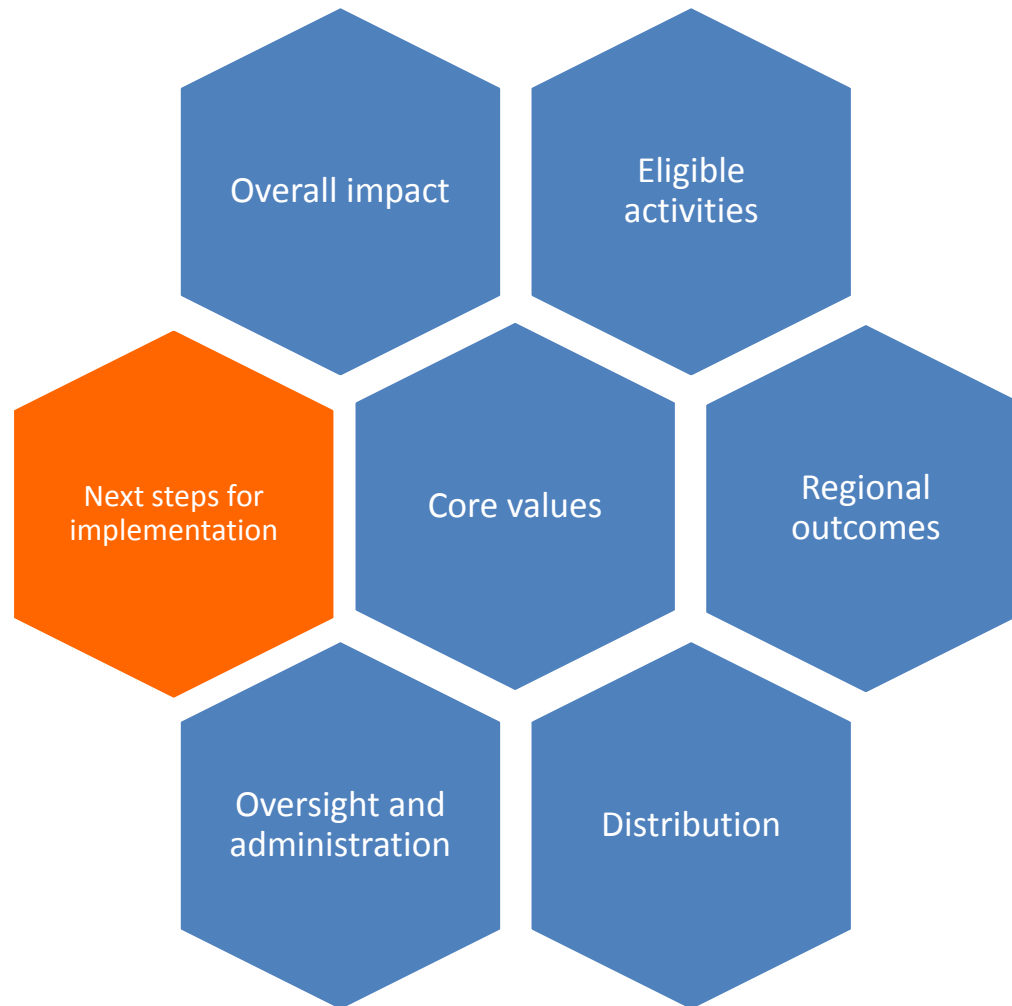 Overall impact
Eligible
activities
Next steps for
implementation
Core values
Regional
outcomes
Oversight and
administration
Distribution